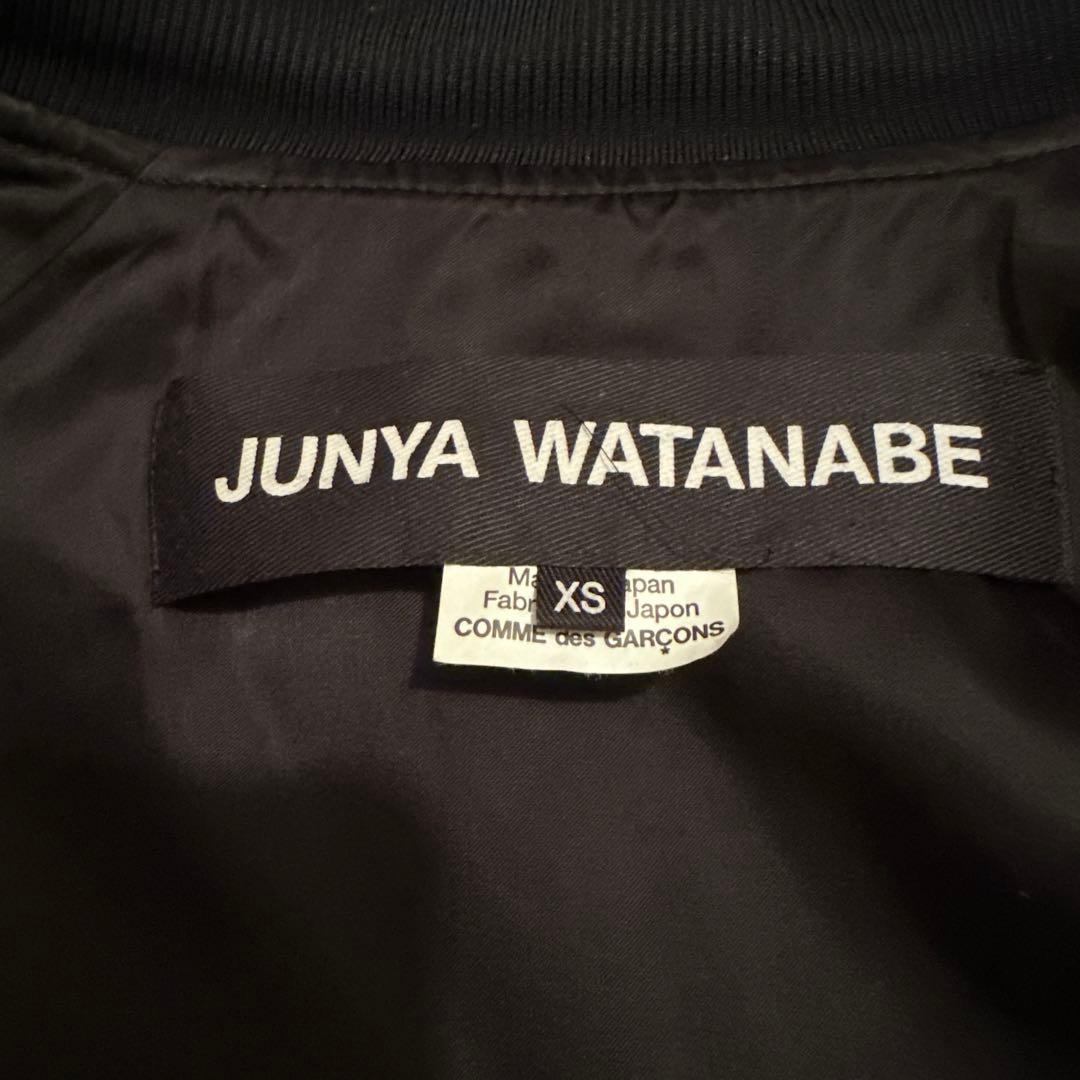 JUNYA WATANABE
XS
Ma apan
Fabr Japon
COMME des GARÇONS
*